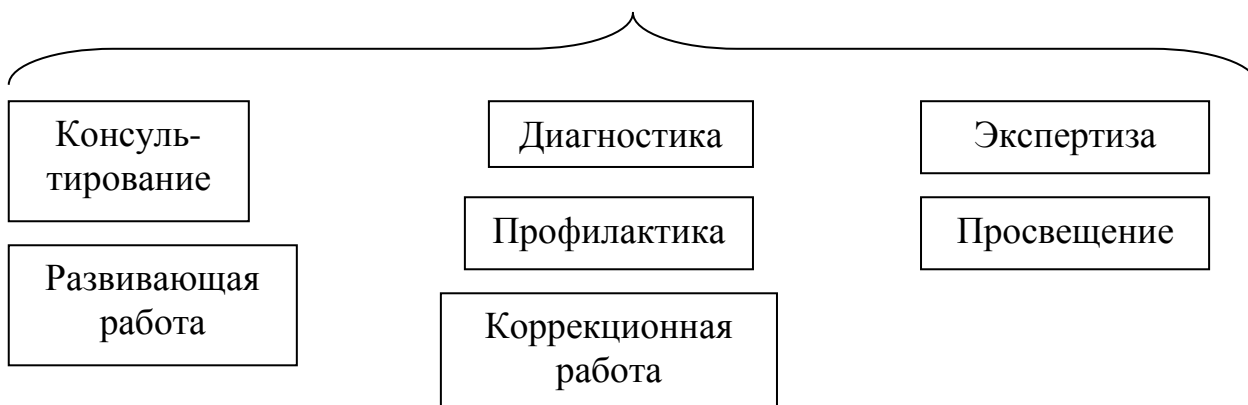 Консуль-
тирование
Диагностика
Экспертиза
Профилактика
Просвещение
Развивающая
работа
Коррекционная
работа